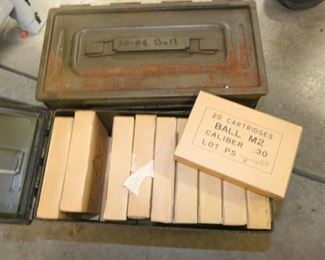 30-06 Ball
20 CARTRIDGES
BALL M2
CALIBER .30
LOT PS